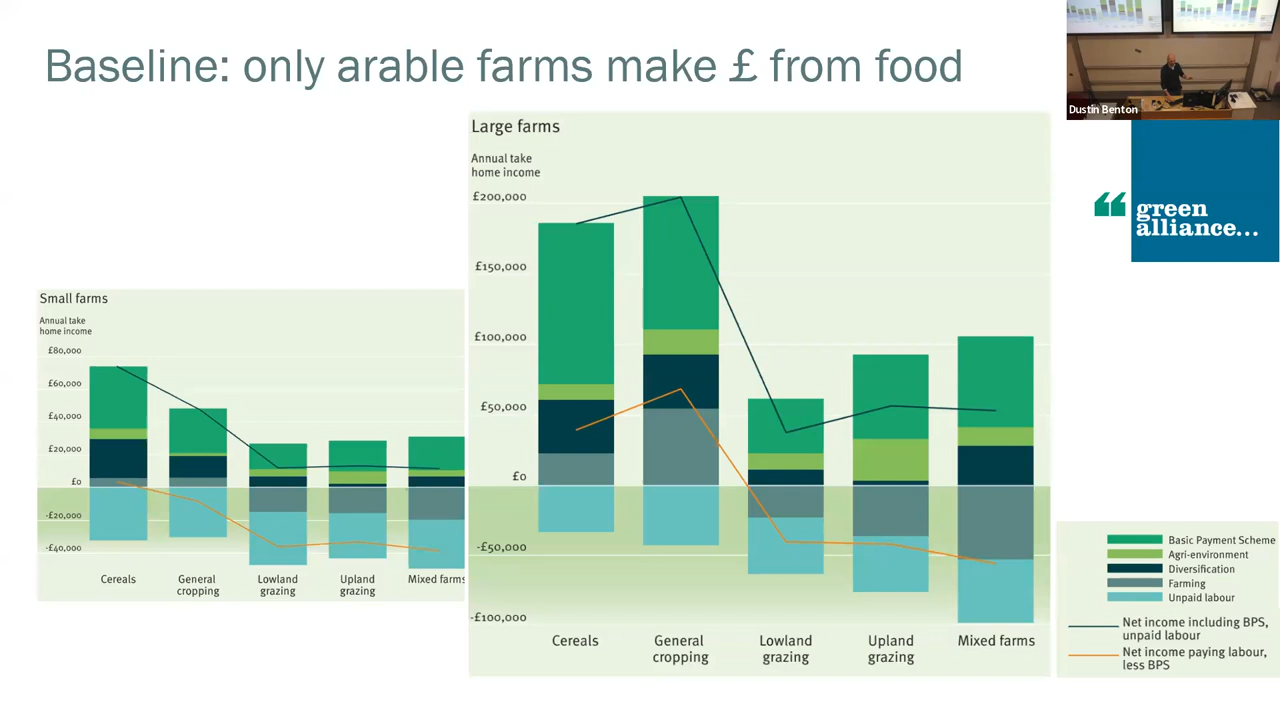 Baseline: only arable farms make £ from food
Dustin Benton
green
alliance...
Small farms
Annual take
home income
£80,000
£60,000
£40,000
£20,000
£0
-£20,000
-£40,000
Cereals
General
cropping
Lowland
grazing
Upland
grazing
Mixed farms
Large farms
Annual take
home income
£200,000
£150,000
£100,000
£50,000
£0
-£50,000
-£100,000
Cereals
General
cropping
Lowland
grazing
Upland
grazing
Mixed farms
Basic Payment Scheme
Agri-environment
Diversification
Farming
Unpaid labour
Net income including BPS,
unpaid labour
Net income paying labour,
less BPS